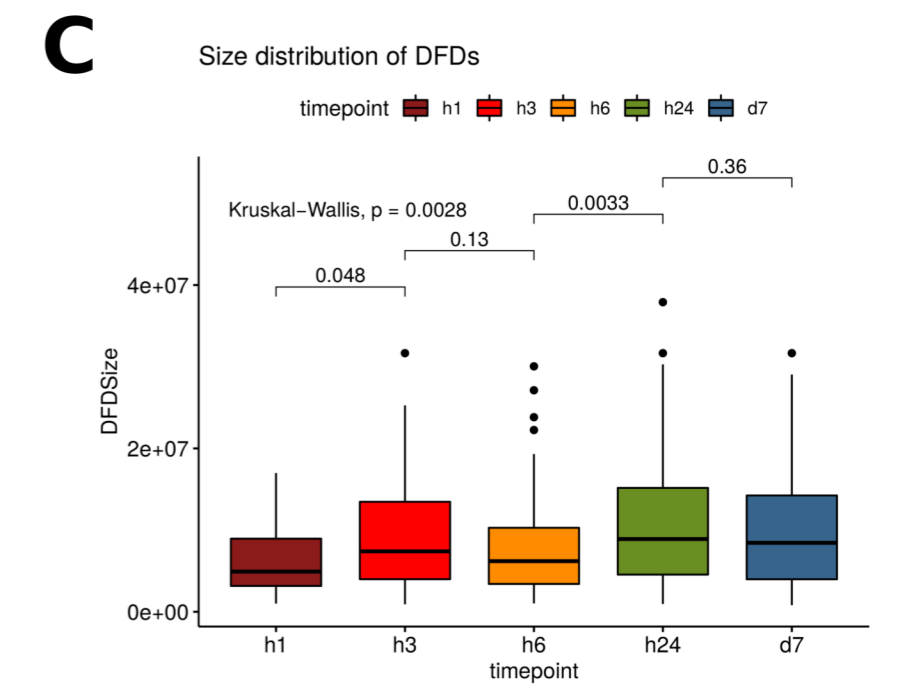 C
Size distribution of DFDs
timepoint h1 h3 h6 h24 d7
0.36
0.0033
Kruskal−Wallis, p = 0.0028
0.13
0.048
4e+07
2e+07
0e+00
DFDSize
h1 h3 h6 h24 d7
timepoint